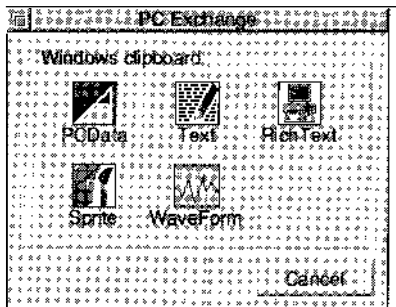 PC Exchange
Windows clipboard:
PCData Text RichText
Sprite WaveForm
Cancel